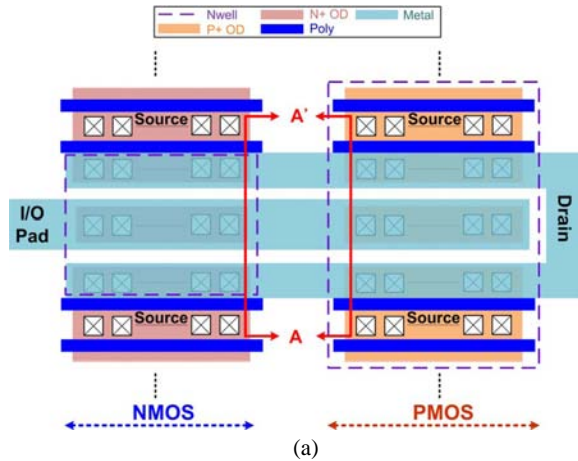 Nwell N+ OD Metal
P+ OD Poly
Source A' Source
I/O
Pad
Drain
Source A Source
NMOS PMOS
(a)